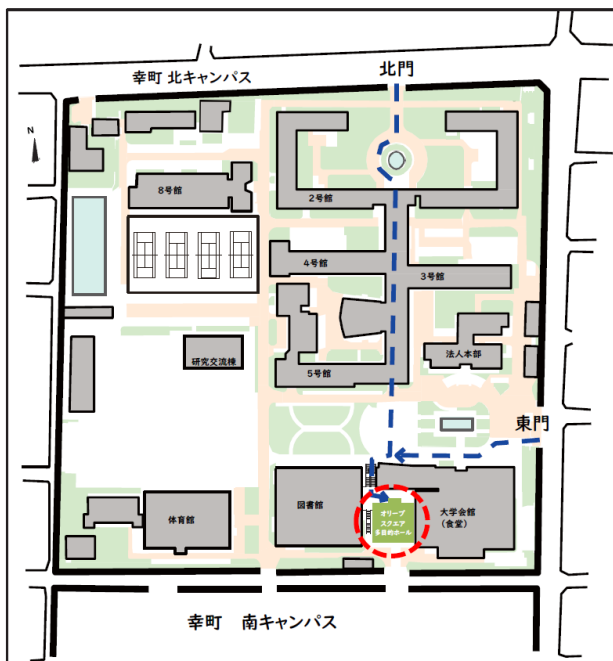 幸町 北キャンパス
北門
N
8号館
2号館
4号館
3号館
研究交流棟
5号館
法人本部
東門
図書館
体育館
オリーブ
スクエア
多目的ホール
大学会館
(食堂)
幸町 南キャンパス